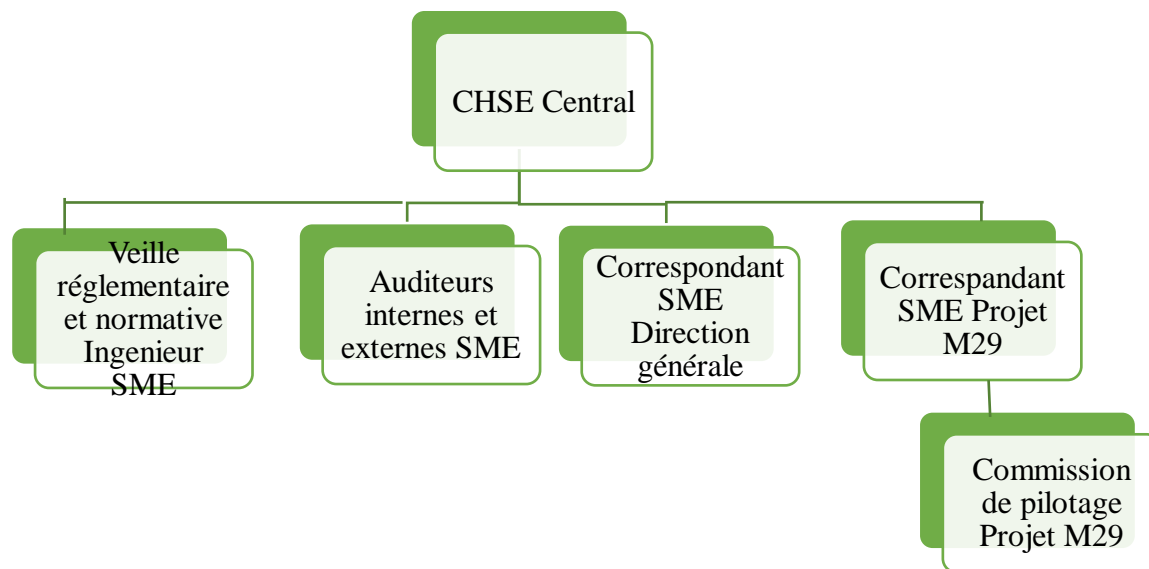 CHSE Central
Veille
réglementaire
et normative
Ingenieur
SME
Auditeurs
internes et
externes SME
Correspondant
SME
Direction
générale
Correspandant
SME Projet
M29
Commission
de pilotage
Projet M29